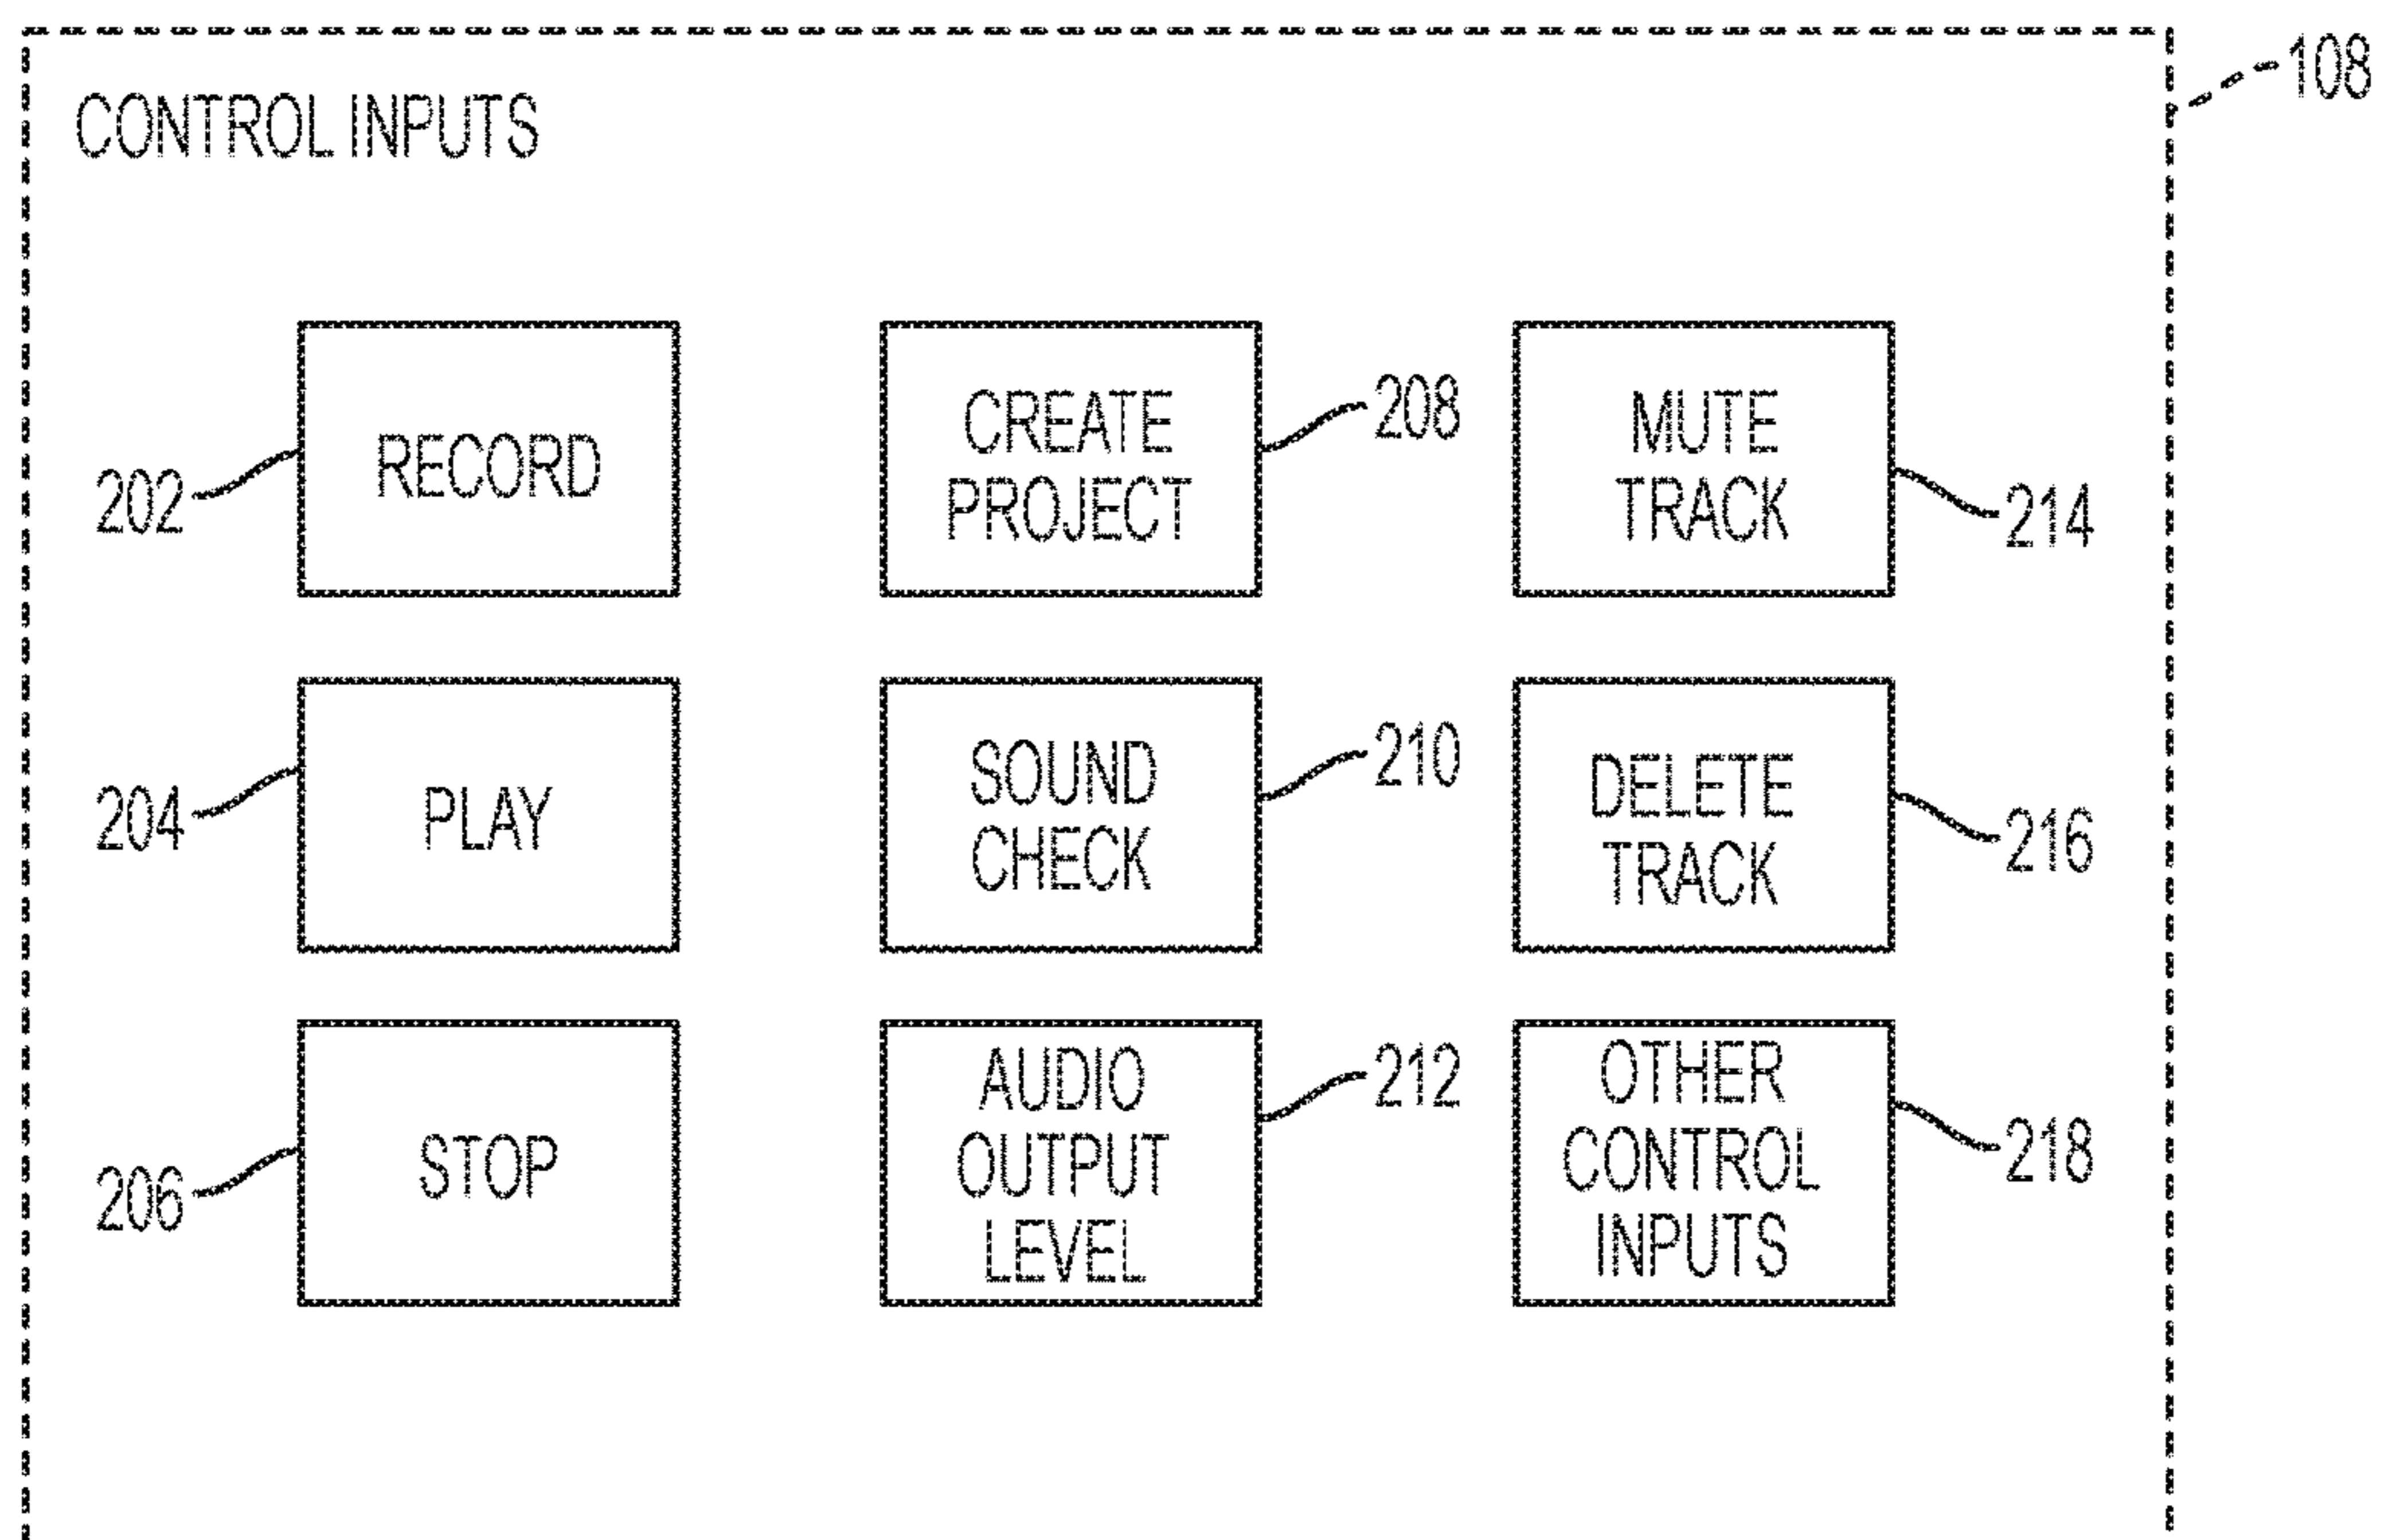 108
CONTROL INPUTS
202
RECORD
CREATE
PROJECT
208
MUTE
TRACK
214
204
PLAY
SOUND
CHECK
210
DELETE
TRACK
216
206
STOP
AUDIO
OUTPUT
LEVEL
212
OTHER
CONTROL
INPUTS
218